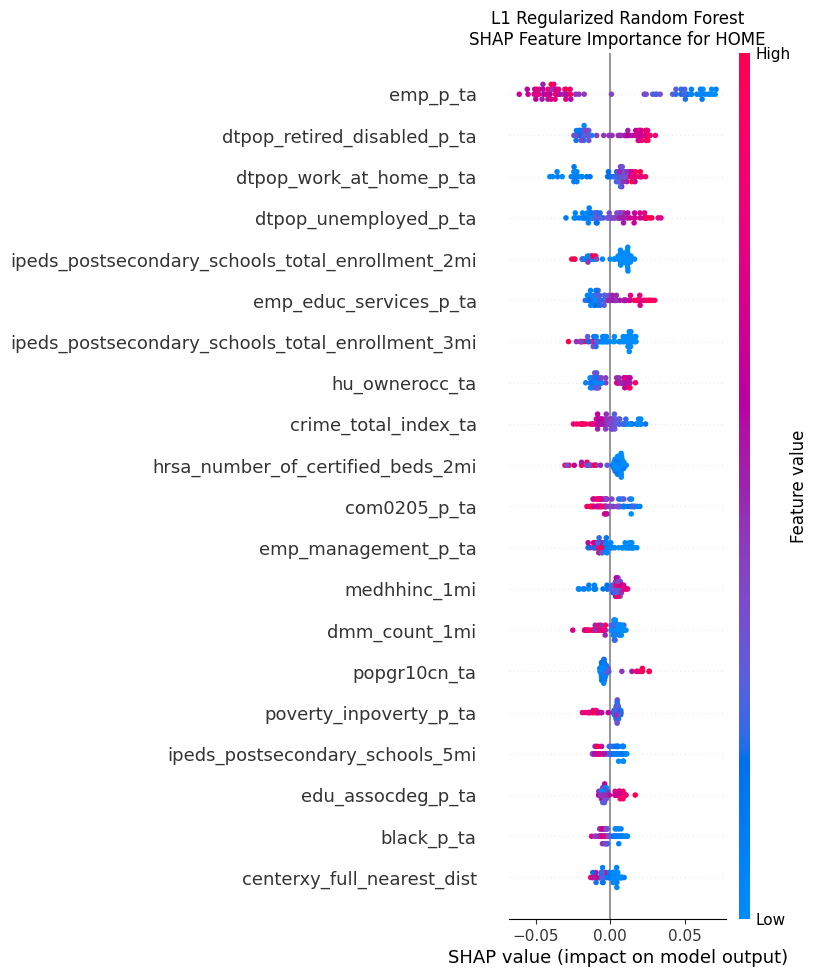 L1 Regularized Random Forest
SHAP Feature Importance for HOME
High
emp_p_ta
dtpop_retired_disabled_p_ta
dtpop_work_at_home_p_ta
dtpop_unemployed_p_ta
ipeds_postsecondary_schools_total_enrollment_2mi
emp_educ_services_p_ta
ipeds_postsecondary_schools_total_enrollment_3mi
hu_ownerocc_ta
crime_total_index_ta
hrsa_number_of_certified_beds_2mi
com0205_p_ta
emp_management_p_ta
medhhinc_1mi
dmm_count_1mi
popgr10cn_ta
poverty_inpoverty_p_ta
ipeds_postsecondary_schools_5mi
edu_assocdeg_p_ta
black_p_ta
centerxy_full_nearest_dist
Feature value
Low
−0.05 0.00 0.05
SHAP value (impact on model output)